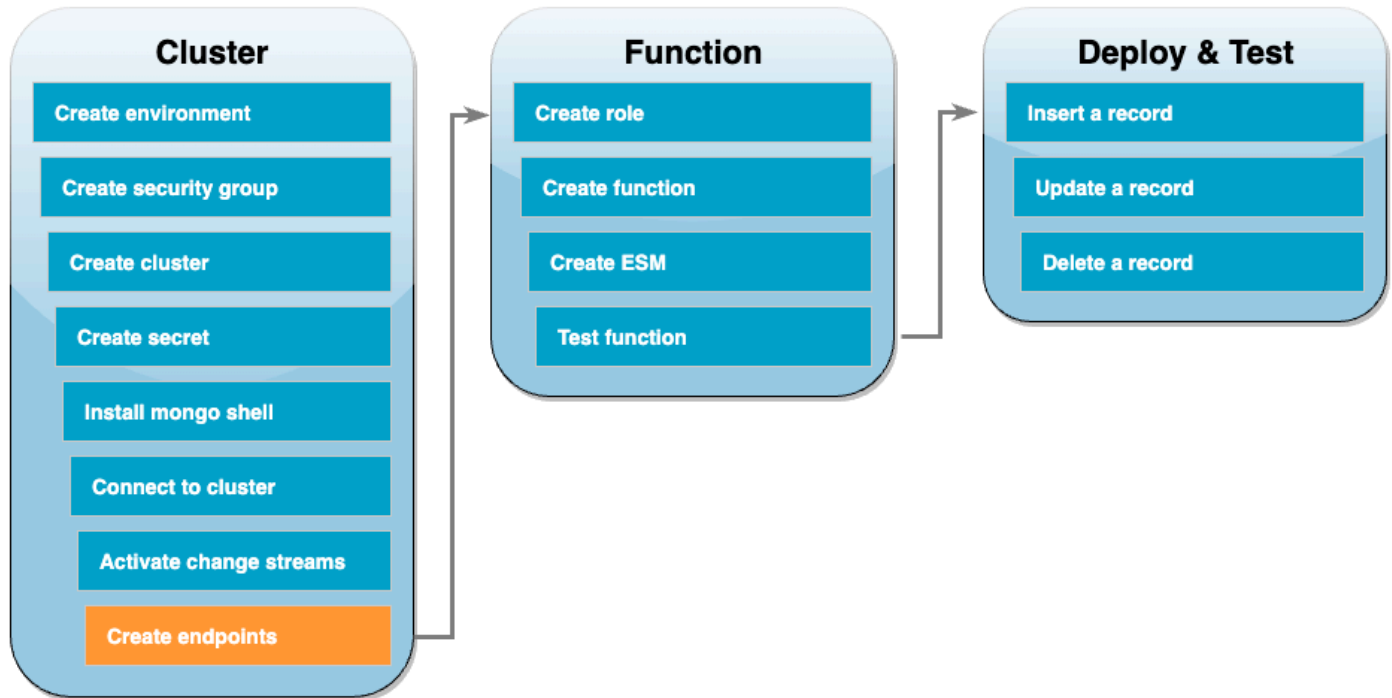 Cluster
Create environment
Create security group
Create cluster
Create secret
Install mongo shell
Connect to cluster
Activate change streams
Create endpoints
Function
Create role
Create function
Create ESM
Test function
Deploy & Test
Insert a record
Update a record
Delete a record